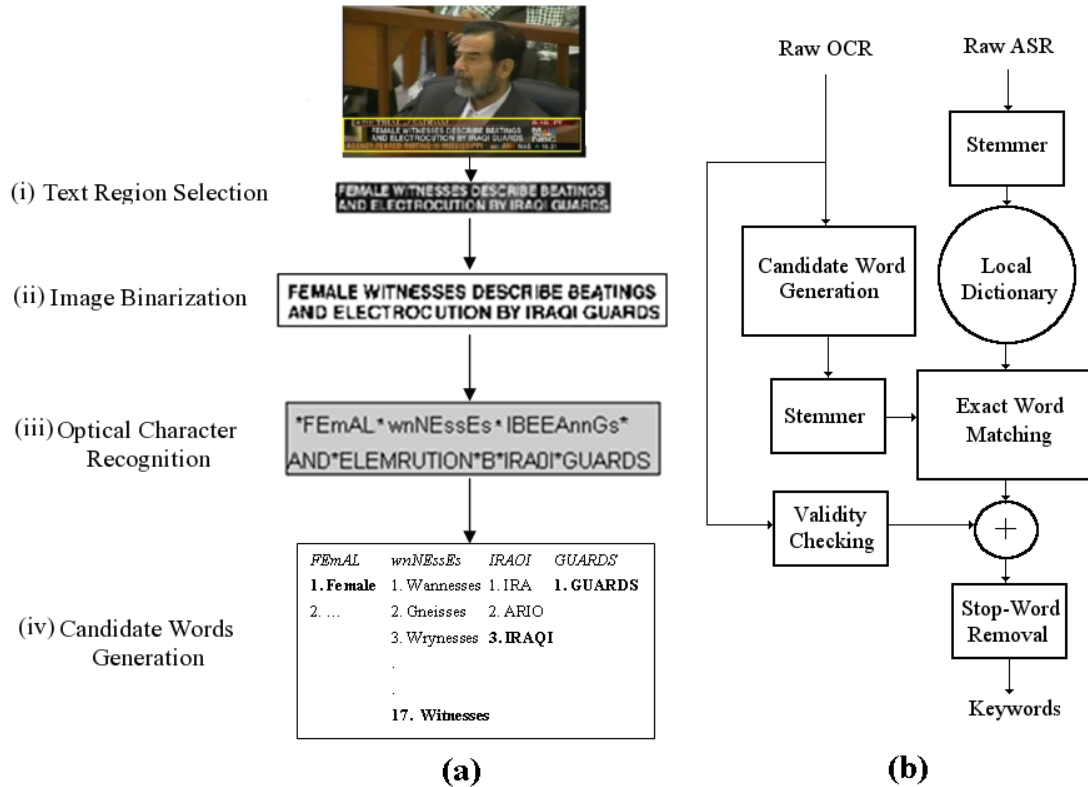 TRIAL of SADDAM
FEMALE WITNESSES DESCRIBE BEATINGS
AND ELECTROCUTION BY IRAQI GUARDS
(i) Text Region Selection
FEMALE WITNESSES DESCRIBE BEATINGS
AND ELECTROCUTION BY IRAQI GUARDS
(ii) Image Binarization
FEMALE WITNESSES DESCRIBE BEATINGS
AND ELECTROCUTION BY IRAQI GUARDS
(iii) Optical Character
Recognition
*FEmAL*wnNEssEs*IBEEAnnGs*
AND*ELEMRUTION*B*IRAOI*GUARDS
(iv) Candidate Words
Generation
FEmAL wnNEssEs IRAOI GUARDS
1. Female 1. Wannesses 1. IRA 1. GUARDS
2. ... 2. Gneisses 2. ARIO
3. Wrynesses 3. IRAQI
.
.
17. Witnesses
(a)
Raw OCR
Raw ASR
Stemmer
Candidate Word
Generation
Local
Dictionary
Stemmer
Exact Word
Matching
Validity
Checking
+
Stop-Word
Removal
Keywords
(b)